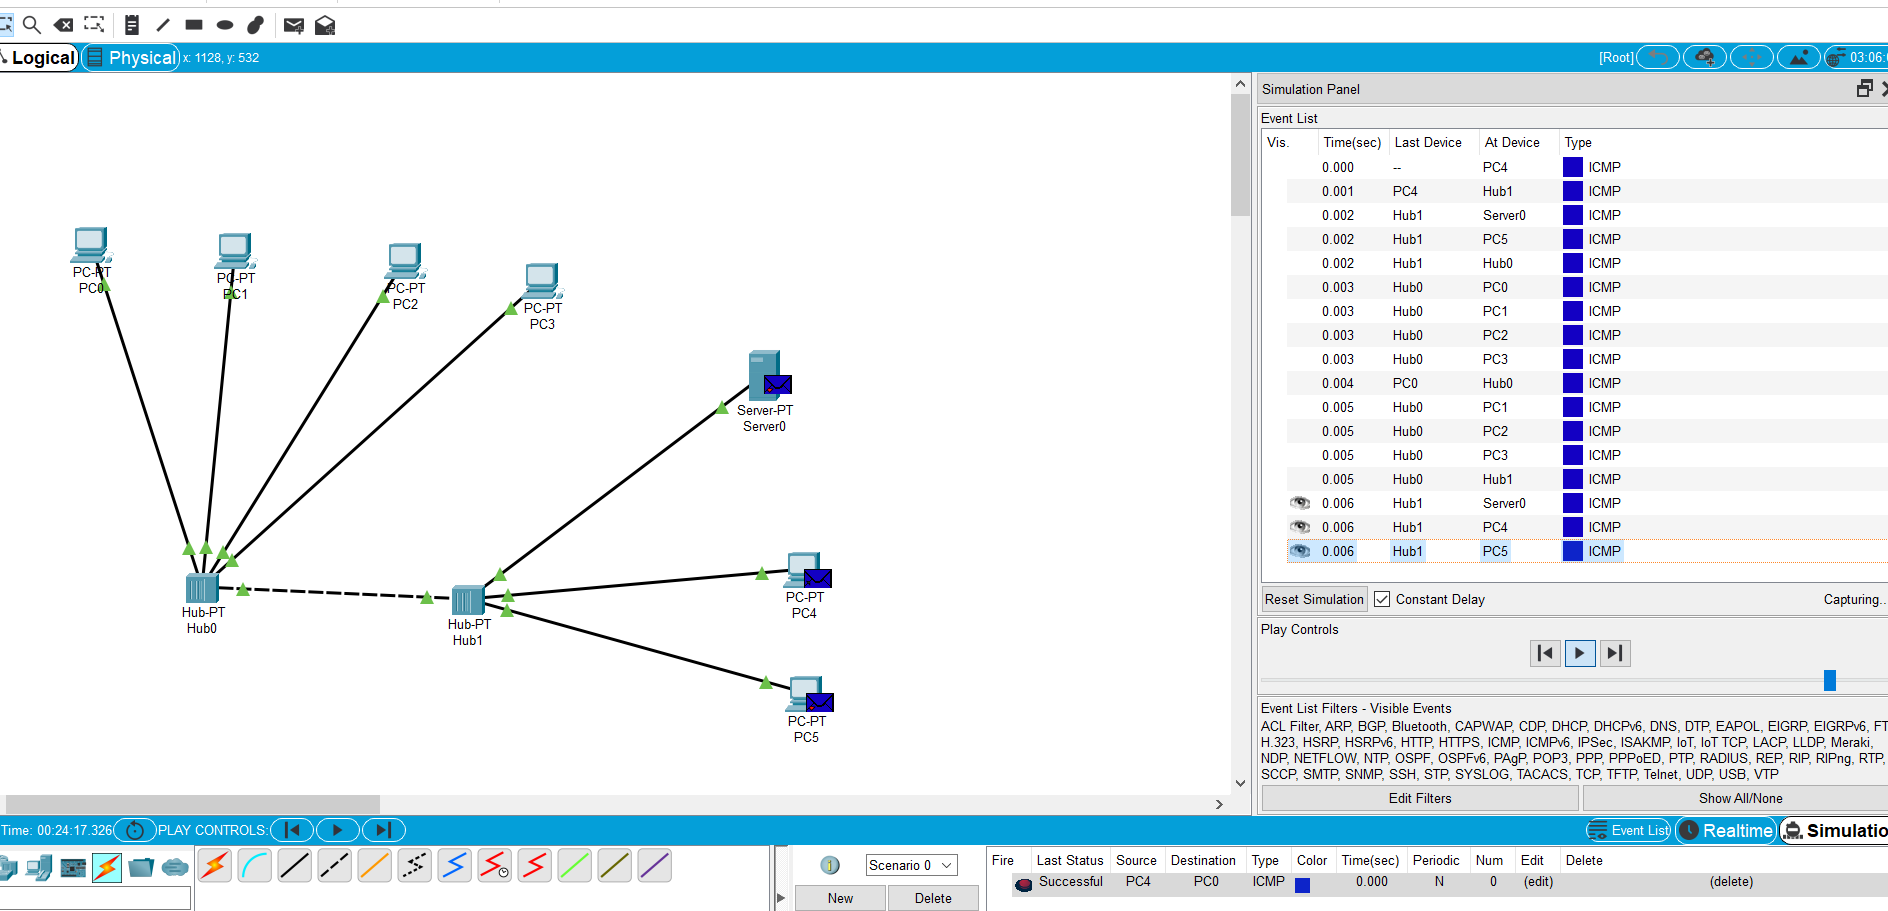 Logical
Physical
x: 1128, y: 532
[Root]
03:06:
PC-PT
PC0
PC-PT
PC1
PC-PT
PC2
PC-PT
PC3
Server-PT
Server0
Hub-PT
Hub0
Hub-PT
Hub1
PC-PT
PC4
PC-PT
PC5
Simulation Panel
Event List
Vis. Time(sec) Last Device At Device Type
0.000 -- PC4 ICMP
0.001 PC4 Hub1 ICMP
0.002 Hub1 Server0 ICMP
0.002 Hub1 PC5 ICMP
0.002 Hub1 Hub0 ICMP
0.003 Hub0 PC0 ICMP
0.003 Hub0 PC1 ICMP
0.003 Hub0 PC2 ICMP
0.003 Hub0 PC3 ICMP
0.004 PC0 Hub0 ICMP
0.005 Hub0 PC1 ICMP
0.005 Hub0 PC2 ICMP
0.005 Hub0 PC3 ICMP
0.005 Hub0 Hub1 ICMP
0.006 Hub1 Server0 ICMP
0.006 Hub1 PC4 ICMP
0.006 Hub1 PC5 ICMP
Reset Simulation Constant Delay Capturing..
Play Controls
Event List Filters - Visible Events
ACL Filter, ARP, BGP, Bluetooth, CAPWAP, CDP, DHCP, DHCPv6, DNS, DTP, EAPOL, EIGRP, EIGRPv6, FT
H.323, HSRP, HSRPv6, HTTP, HTTPS, ICMP, ICMPv6, IPSec, ISAKMP, IoT, IoT TCP, LACP, LLDP, Meraki,
NDP, NETFLOW, NTP, OSPF, OSPFv6, PAgP, POP3, PPP, PPPoED, PTP, RADIUS, REP, RIP, RIPng, RTP,
SCCP, SMTP, SNMP, SSH, STP, SYSLOG, TACACS, TCP, TFTP, Telnet, UDP, USB, VTP
Edit Filters Show All/None
Time: 00:24:17.326 PLAY CONTROLS: Event List Realtime Simulatio
Scenario 0
New Delete
Fire Last Status Source Destination Type Color Time(sec) Periodic Num Edit Delete
Successful PC4 PC0 ICMP 0.000 N 0 (edit) (delete)